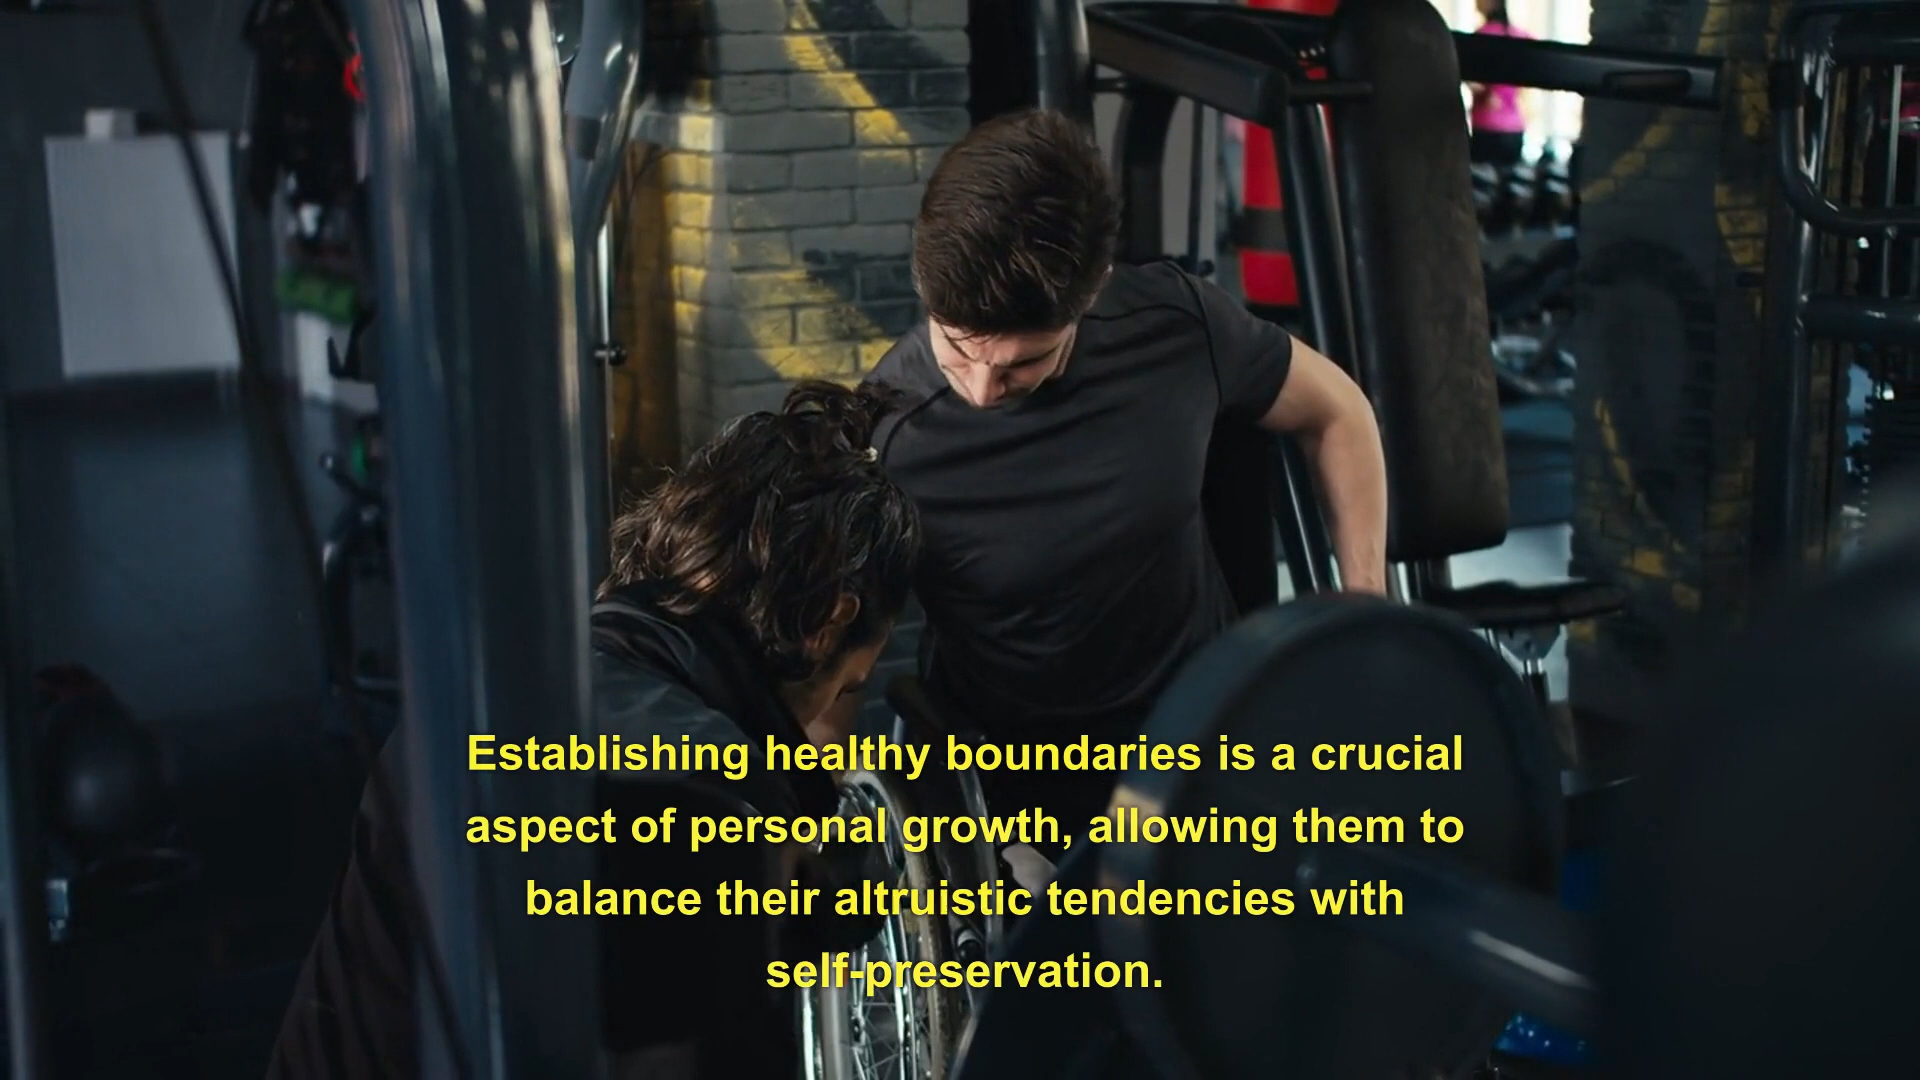 Establishing healthy boundaries is a crucial
aspect of personal growth, allowing them to
balance their altruistic tendencies with
self-preservation.